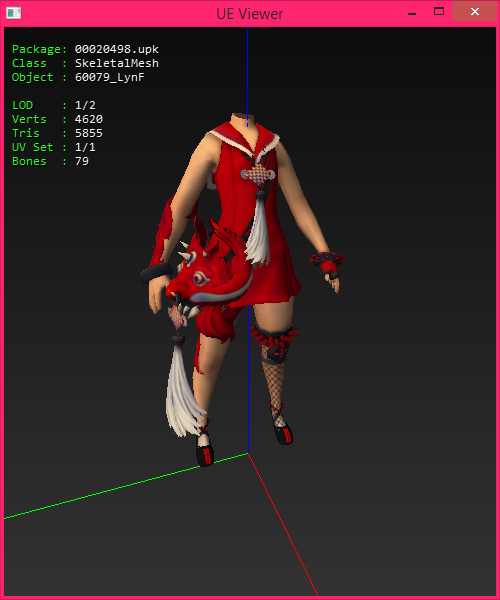 UE Viewer
Package: 00020498.upk
Class : SkeletalMesh
Object : 60079_LynF
LOD : 1/2
Verts : 4620
Tris : 5855
UV Set : 1/1
Bones : 79